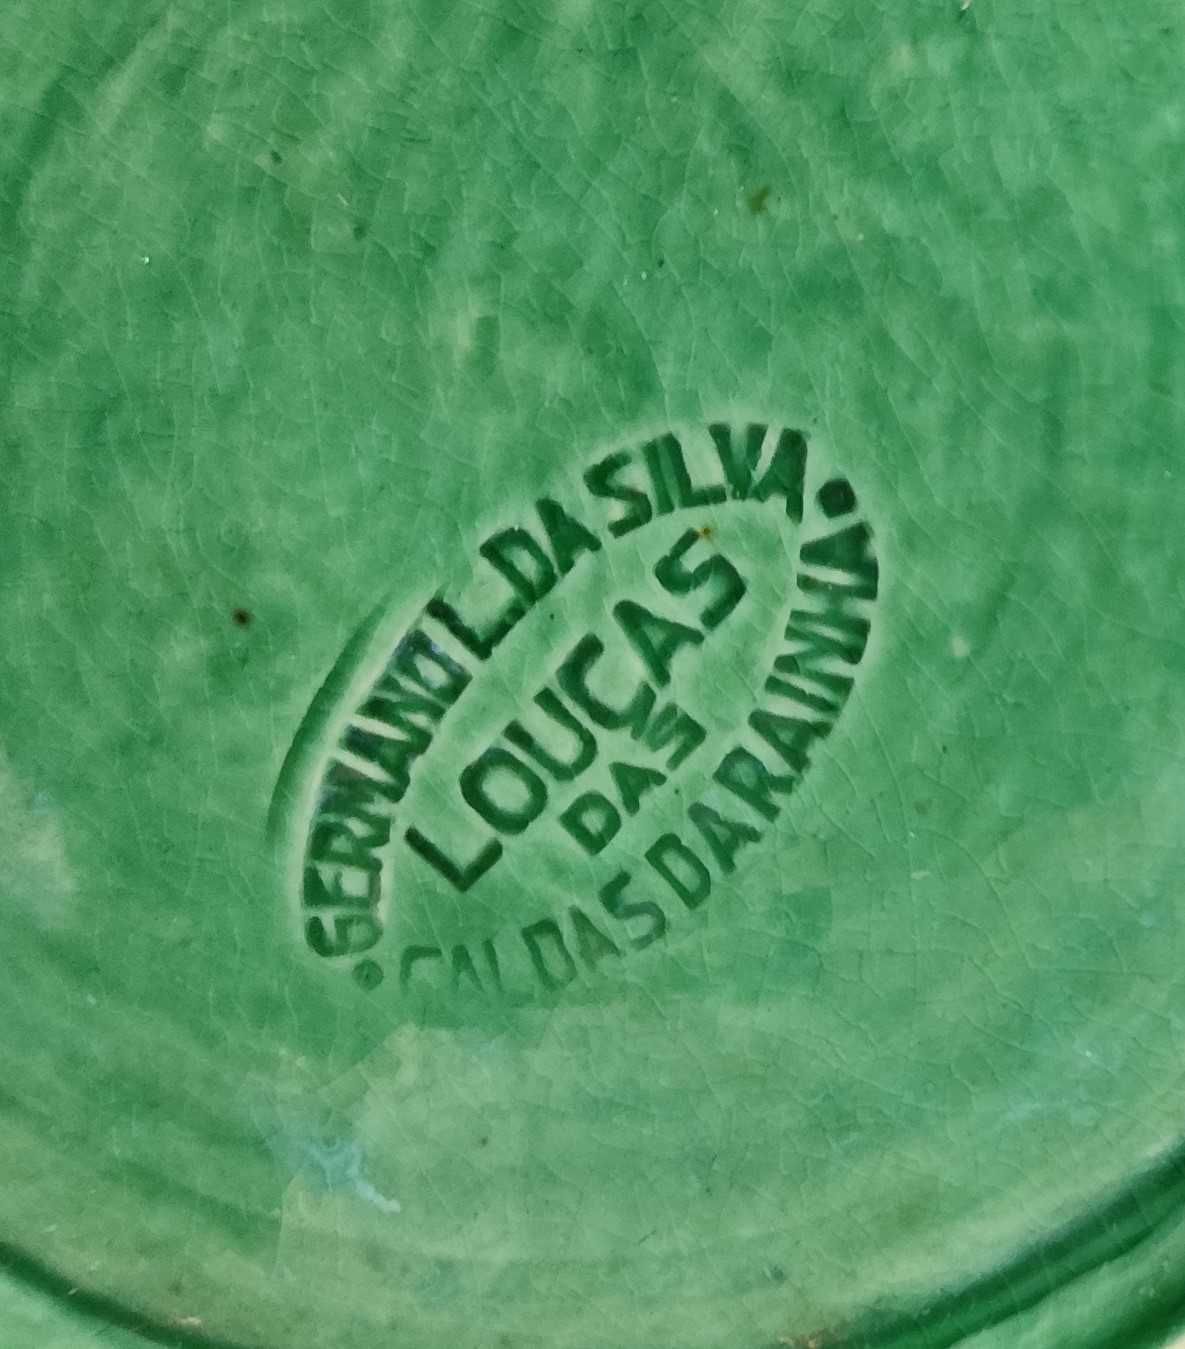 GERMANO L. DA SILVA
LOUÇAS
DAS
CALDAS DA RAINHA